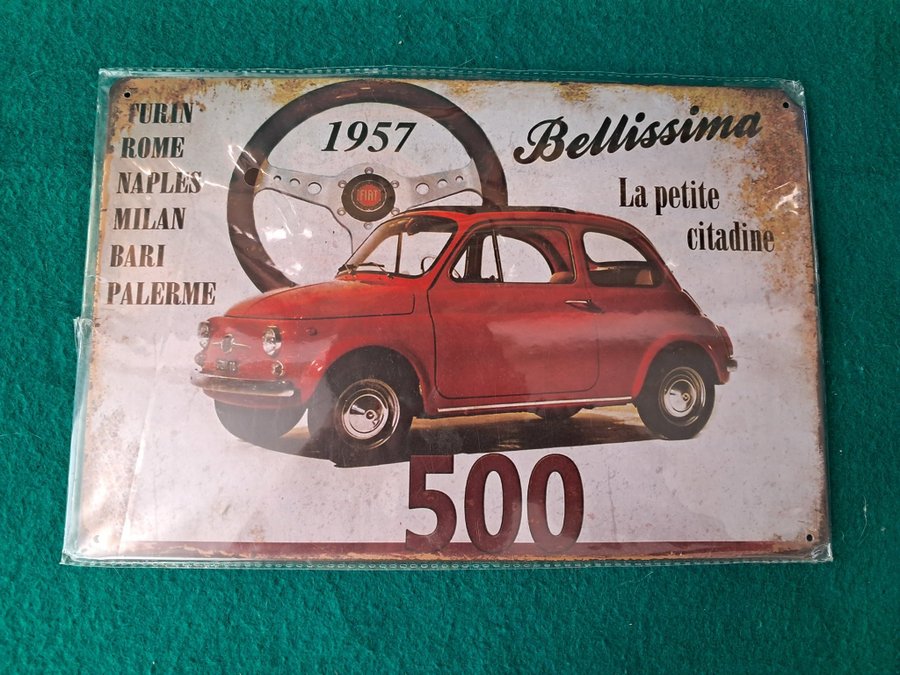 TURIN
ROME
NAPLES
MILAN
BARI
PALERME
1957
FIAT
Bellissima
La petite
citadine
500